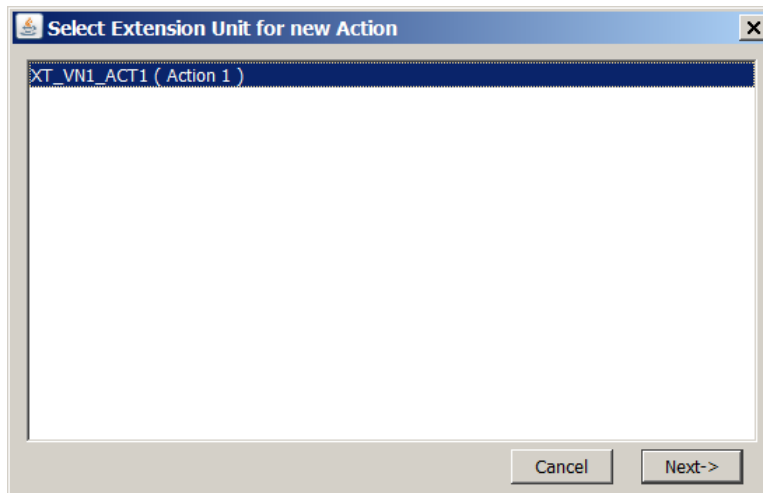 Select Extension Unit for new Action
XT_VN1_ACT1 ( Action 1 )
Cancel
Next->